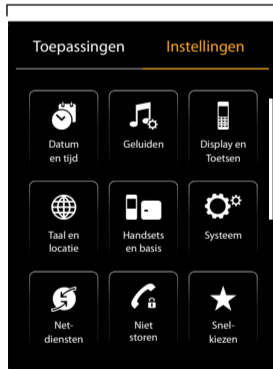 Toepassingen Instellingen
Datum Geluiden Display en
en tijd Toetsen
Taal en Handsets Systeem
locatie en basis
Net- Niet Snel-
diensten storen kiezen